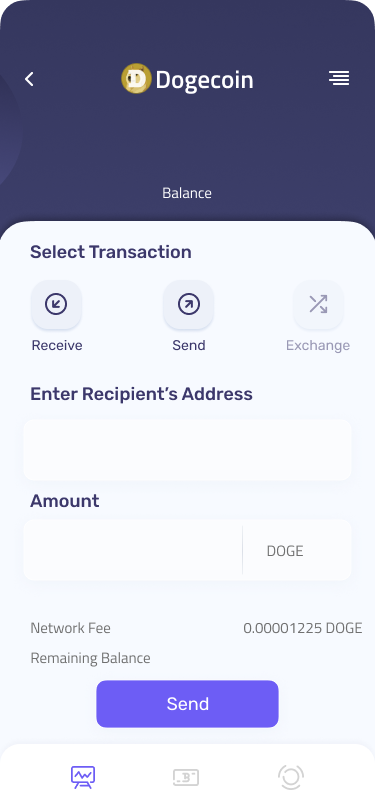 Dogecoin
Balance
Select Transaction
Receive Send Exchange
Enter Recipient’s Address
Amount
DOGE
Network Fee 0.00001225 DOGE
Remaining Balance
Send